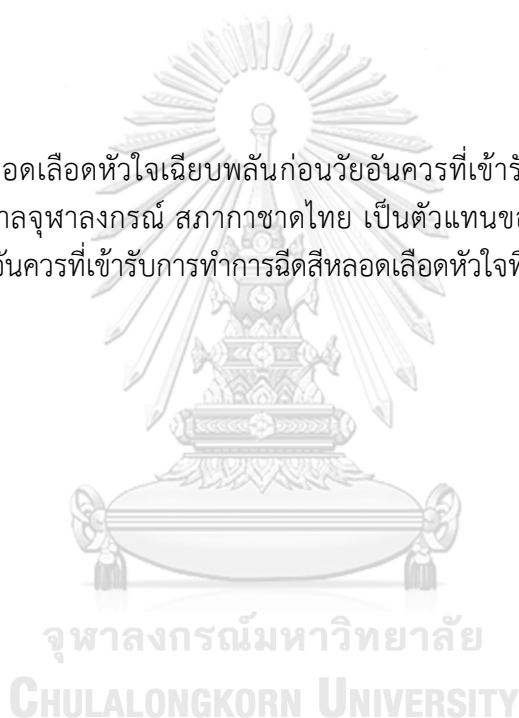 อดเลือดหัวใจเฉียบพลันก่อนวัยอันควรที่เข้ารั
าลจุฬาลงกรณ์ สภากาชาดไทย เป็นตัวแทนขอ
อันควรที่เข้ารับการทำการฉีดสีหลอดเลือดหัวใจที
จุฬาลงกรณ์มหาวิทยาลัย
CHULALONGKORN UNIVERSITY